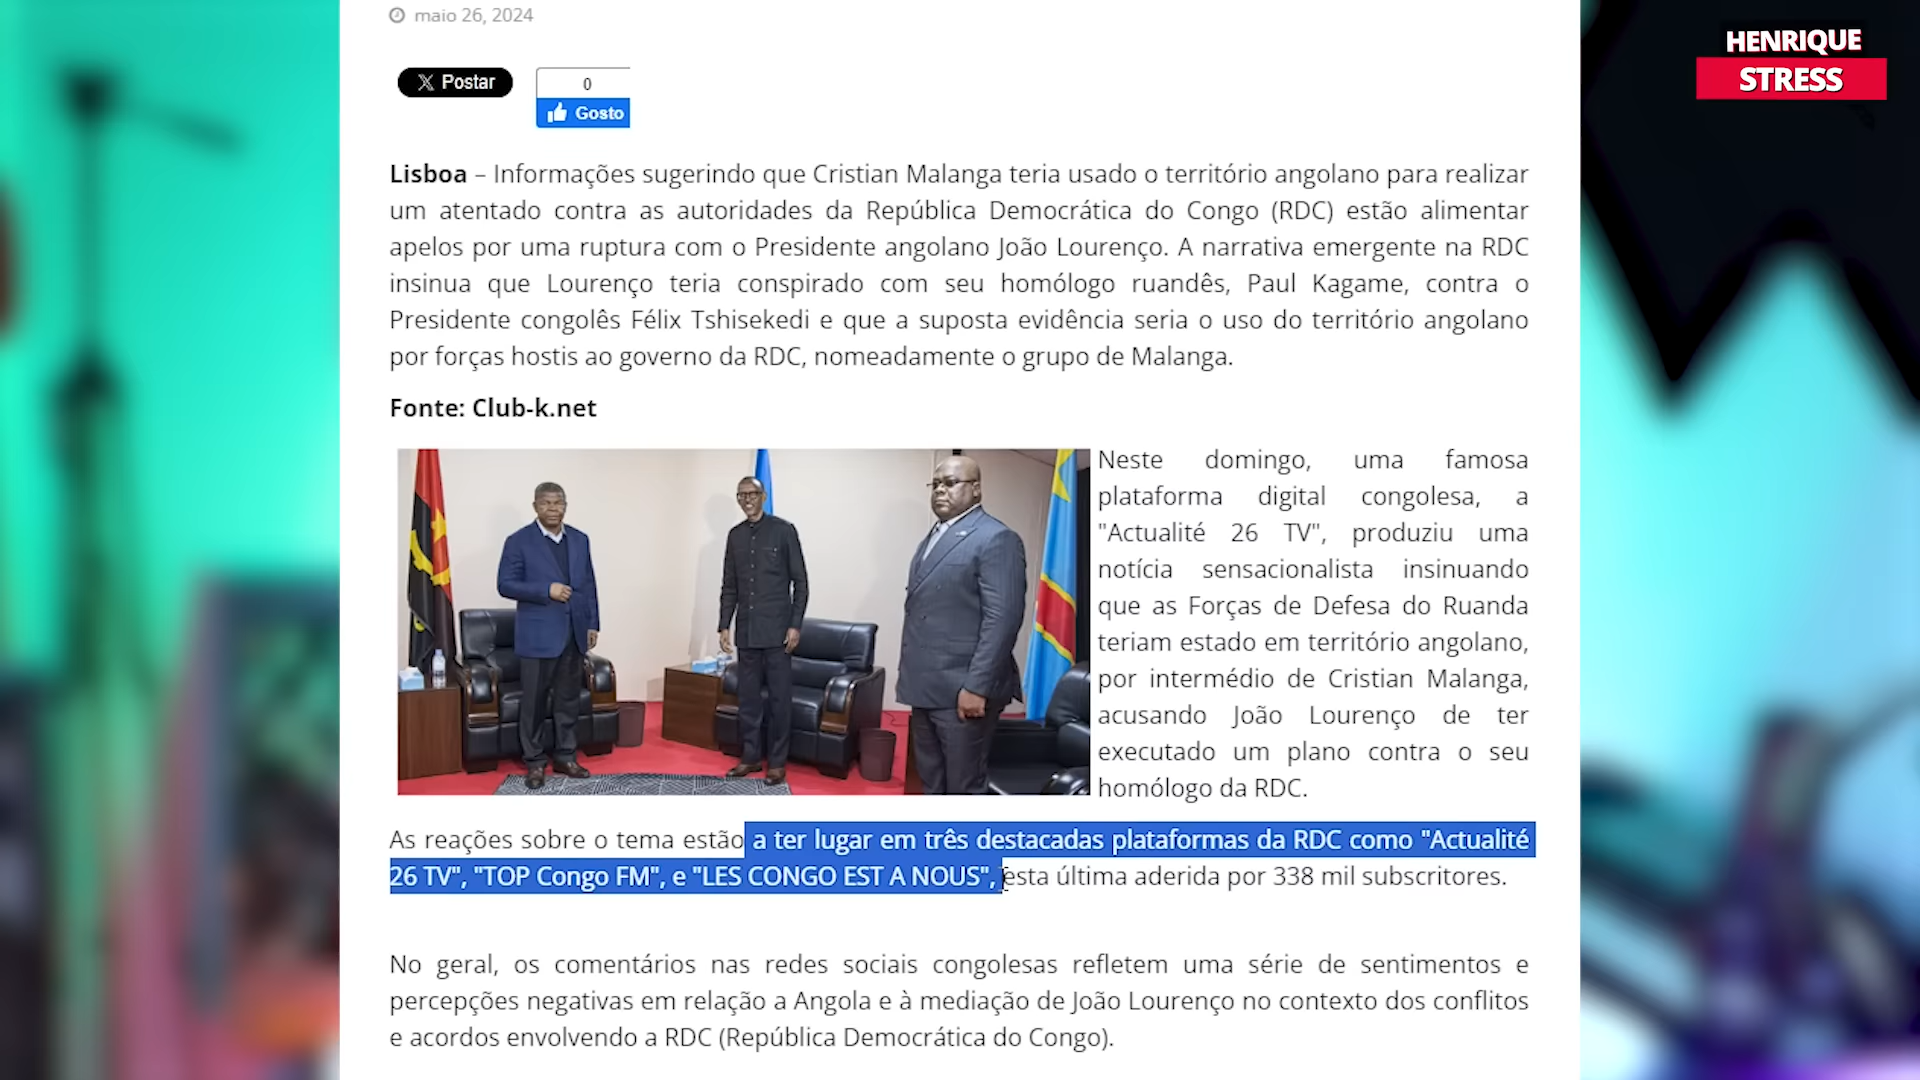 maio 26, 2024
HENRIQUE
STRESS
X Postar
0
Gosto
Lisboa – Informações sugerindo que Cristian Malanga teria usado o território angolano para realizar
um atentado contra as autoridades da República Democrática do Congo (RDC) estão alimentar
apelos por uma ruptura com o Presidente angolano João Lourenço. A narrativa emergente na RDC
insinua que Lourenço teria conspirado com seu homólogo ruandês, Paul Kagame, contra o
Presidente congolês Félix Tshisekedi e que a suposta evidência seria o uso do território angolano
por forças hostis ao governo da RDC, nomeadamente o grupo de Malanga.
Fonte: Club-k.net
Neste domingo, uma famosa
plataforma digital congolesa, a
"Actualité 26 TV", produziu uma
notícia sensacionalista insinuando
que as Forças de Defesa do Ruanda
teriam estado em território angolano,
por intermédio de Cristian Malanga,
acusando João Lourenço de ter
executado um plano contra o seu
homólogo da RDC.
As reações sobre o tema estão a ter lugar em três destacadas plataformas da RDC como "Actualité
26 TV", "TOP Congo FM", e "LES CONGO EST A NOUS", esta última aderida por 338 mil subscritores.
No geral, os comentários nas redes sociais congolesas refletem uma série de sentimentos e
percepções negativas em relação a Angola e à mediação de João Lourenço no contexto dos conflitos
e acordos envolvendo a RDC (República Democrática do Congo).